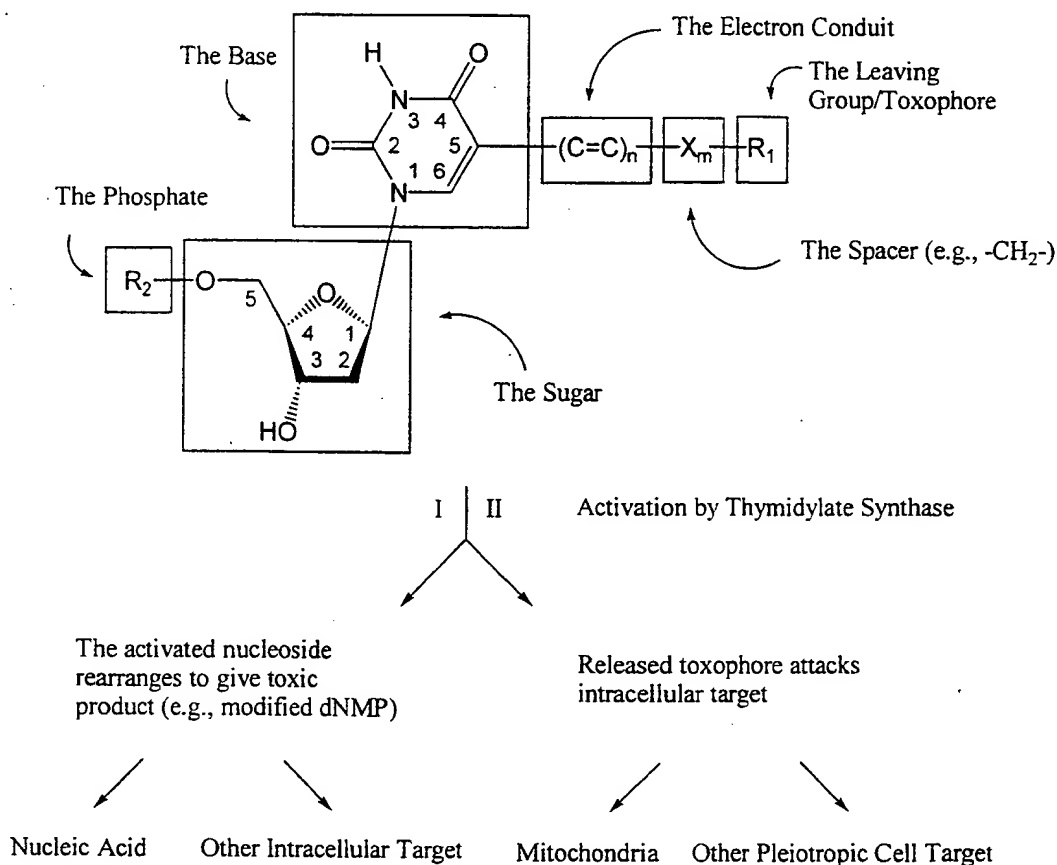 The Electron Conduit
The Base
The Leaving
Group/Toxophore
H
O
N
3
4
O
2
5
(C=C)n
Xm
R1
1
6
N
The Phosphate
The Spacer (e.g., -CH2-)
R2
O
5
O
4
1
3
2
The Sugar
HO
I
II
Activation by Thymidylate Synthase
The activated nucleoside
rearranges to give toxic
product (e.g., modified dNMP)
Released toxophore attacks
intracellular target
Nucleic Acid
Other Intracellular Target
Mitochondria
Other Pleiotropic Cell Target